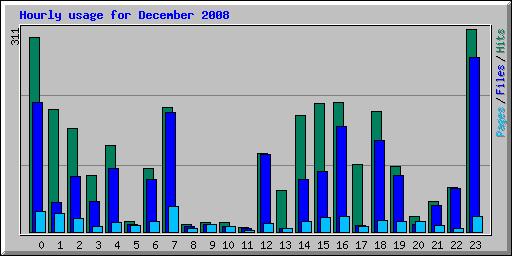 Hourly usage for December 2008
311
Pages / Files / Hits
0 1 2 3 4 5 6 7 8 9 10 11 12 13 14 15 16 17 18 19 20 21 22 23